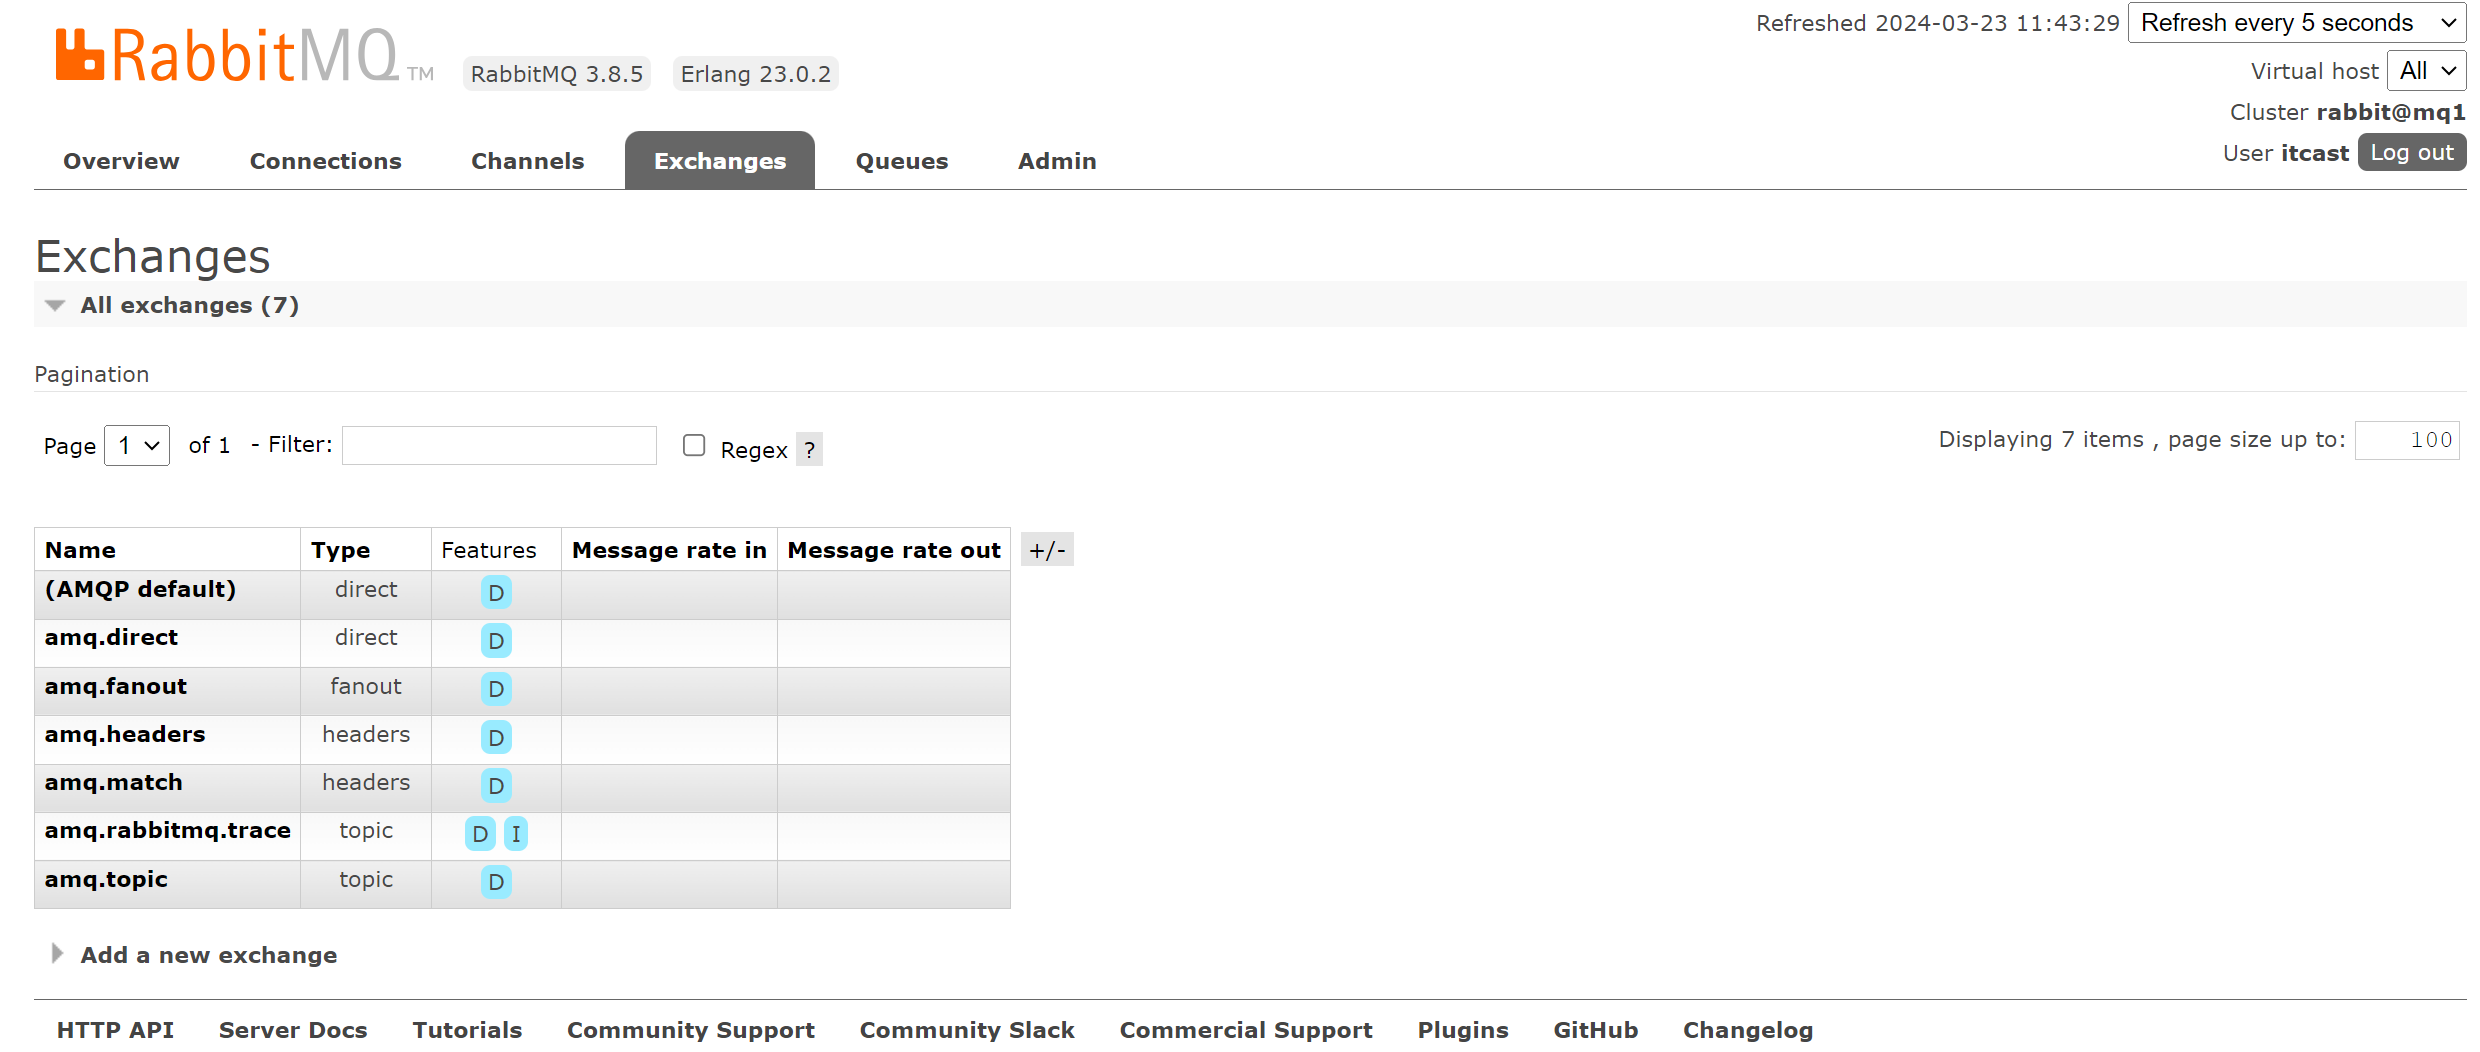 RabbitMQ TM RabbitMQ 3.8.5 Erlang 23.0.2
Refreshed 2024-03-23 11:43:29 Refresh every 5 seconds
Virtual host All
Cluster rabbit@mq1
User itcast Log out
Overview Connections Channels Exchanges Queues Admin
Exchanges
All exchanges (7)
Pagination
Page 1 of 1 - Filter: Regex ? Displaying 7 items , page size up to: 100
Name Type Features Message rate in Message rate out +/-
(AMQP default) direct D
amq.direct direct D
amq.fanout fanout D
amq.headers headers D
amq.match headers D
amq.rabbitmq.trace topic D I
amq.topic topic D
Add a new exchange
HTTP API Server Docs Tutorials Community Support Community Slack Commercial Support Plugins GitHub Changelog